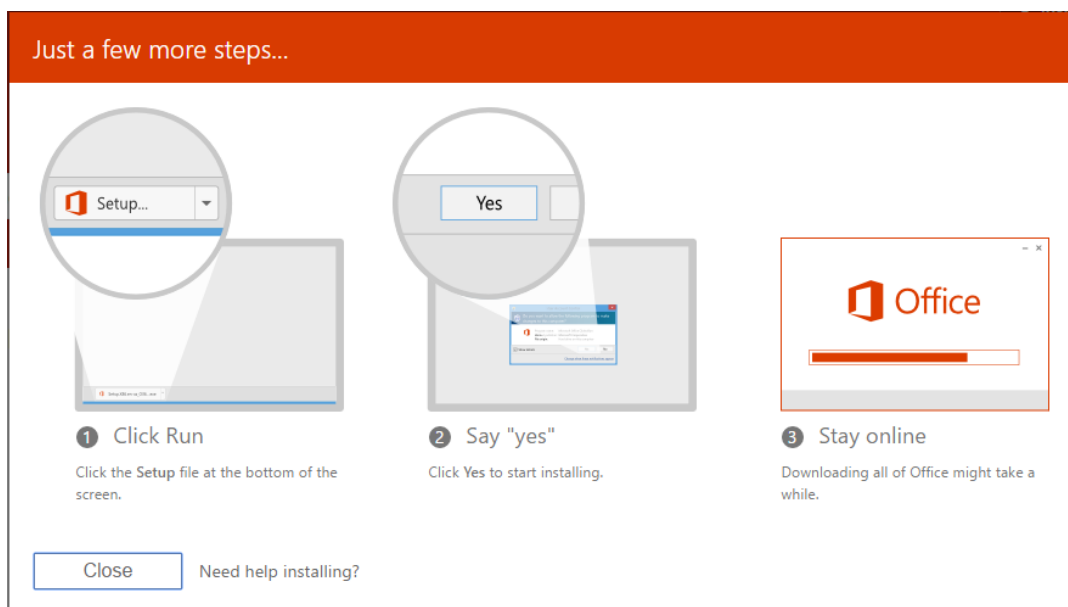 Just a few more steps...
Setup...
Yes
Office
1 Click Run
Click the Setup file at the bottom of the
screen.
2 Say "yes"
Click Yes to start installing.
3 Stay online
Downloading all of Office might take a
while.
Close
Need help installing?